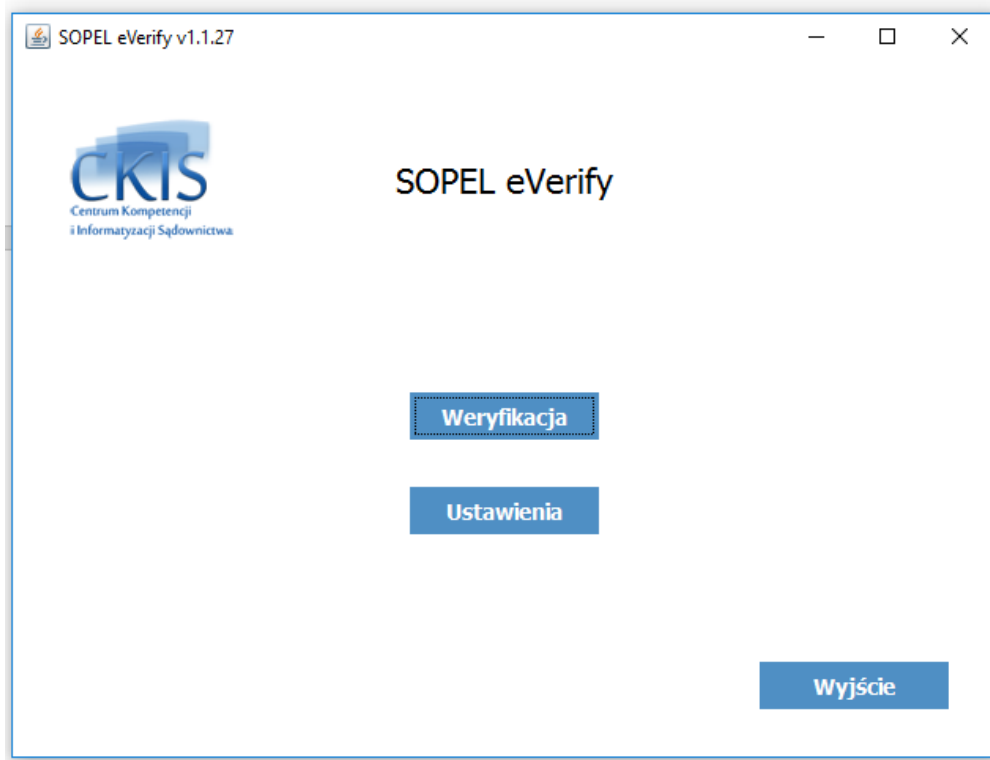 SOPEL eVerify v1.1.27
CKIS
Centrum Kompetencji
i Informatyzacji Sądownictwa
SOPEL eVerify
Weryfikacja
Ustawienia
Wyjście